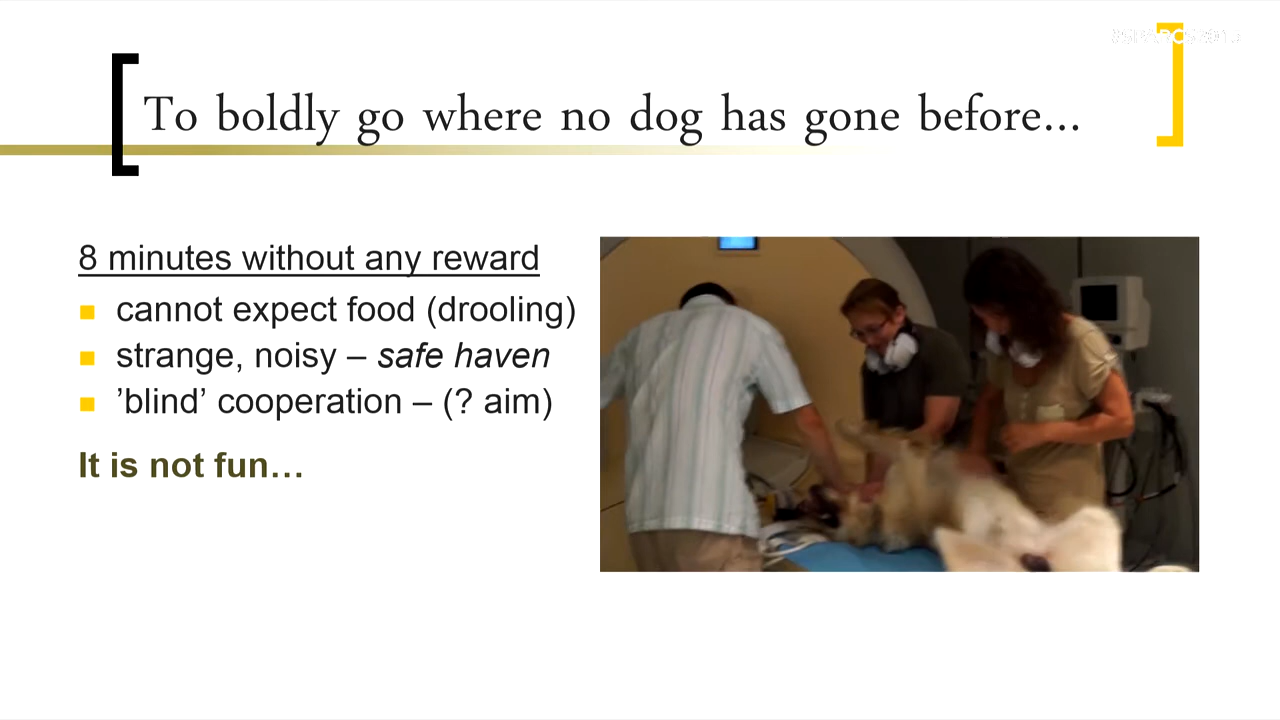 To boldly go where no dog has gone before...
8 minutes without any reward
cannot expect food (drooling)
strange, noisy – safe haven
’blind’ cooperation – (? aim)
It is not fun…